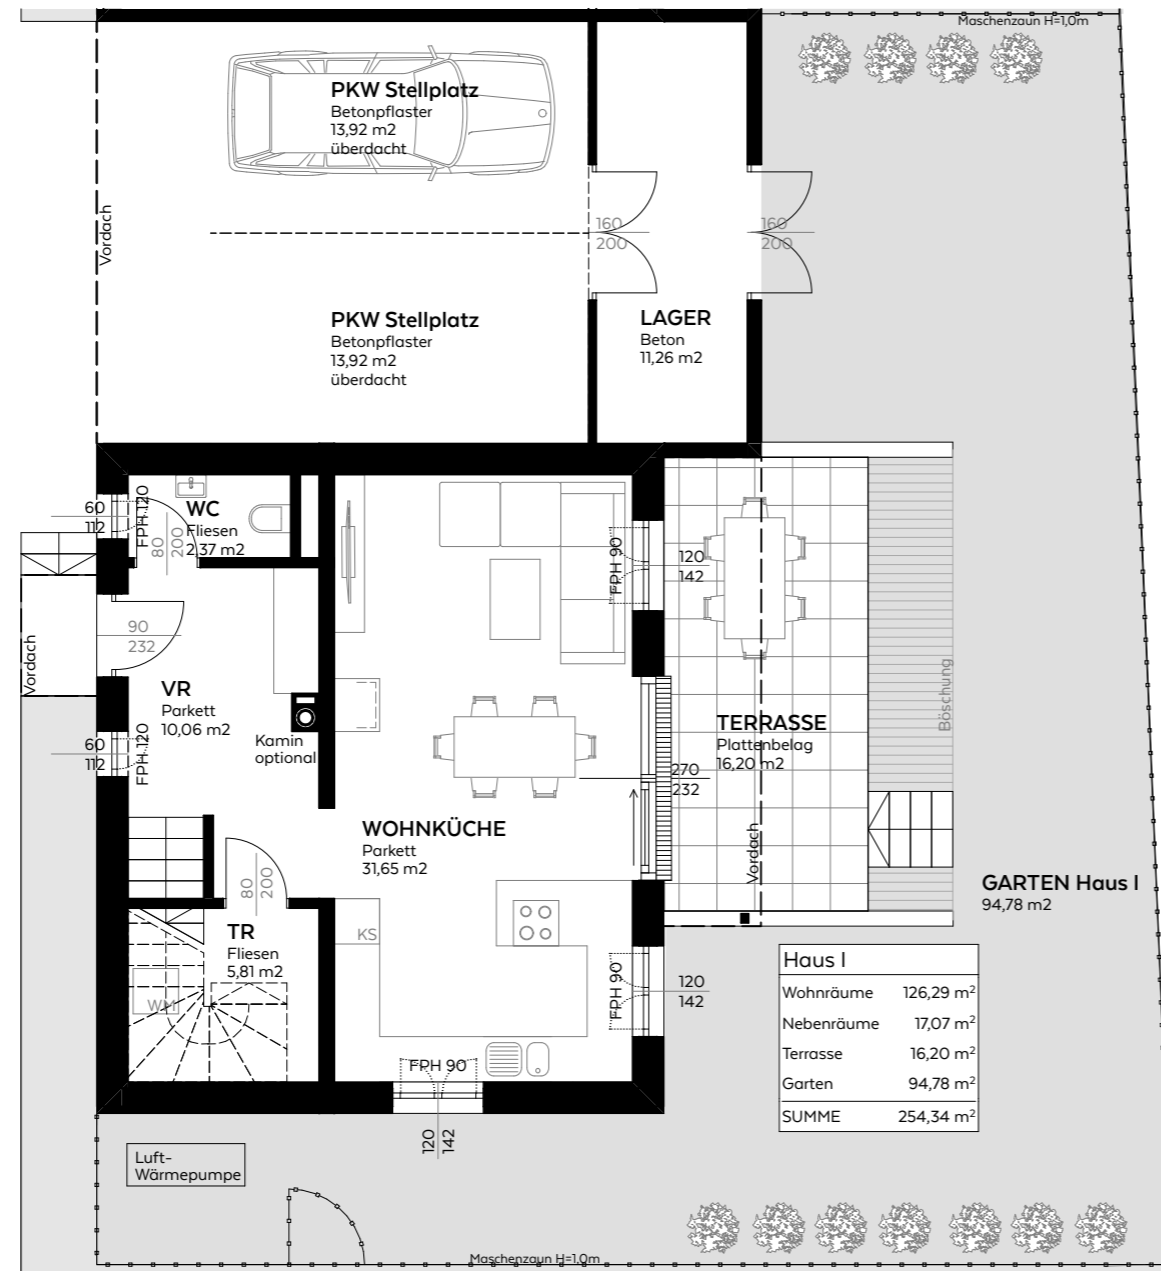 Maschenzaun H=1,0m
PKW Stellplatz
Betonpflaster
13,92 m2
überdacht
Vordach
160
200
160
200
PKW Stellplatz
Betonpflaster
13,92 m2
überdacht
LAGER
Beton
11,26 m2
60
112
FPH 120
80
200
WC
Fliesen
2,37 m2
FPH 90
120
142
90
232
Vordach
VR
Parkett
10,06 m2
60
112
FPH 120
Kamin
optional
TERRASSE
Plattenbelag
16,20 m2
270
232
Böschung
Vordach
WOHNKÜCHE
Parkett
31,65 m2
80
200
GARTEN Haus I
94,78 m2
TR
Fliesen
5,81 m2
KS
WM
FPH 90
120
142
FPH 90
120
142
Haus I
Wohnräume 126,29 m²
Nebenräume 17,07 m²
Terrasse 16,20 m²
Garten 94,78 m²
SUMME 254,34 m²
Luft-
Wärmepumpe
Maschenzaun H=1,0m